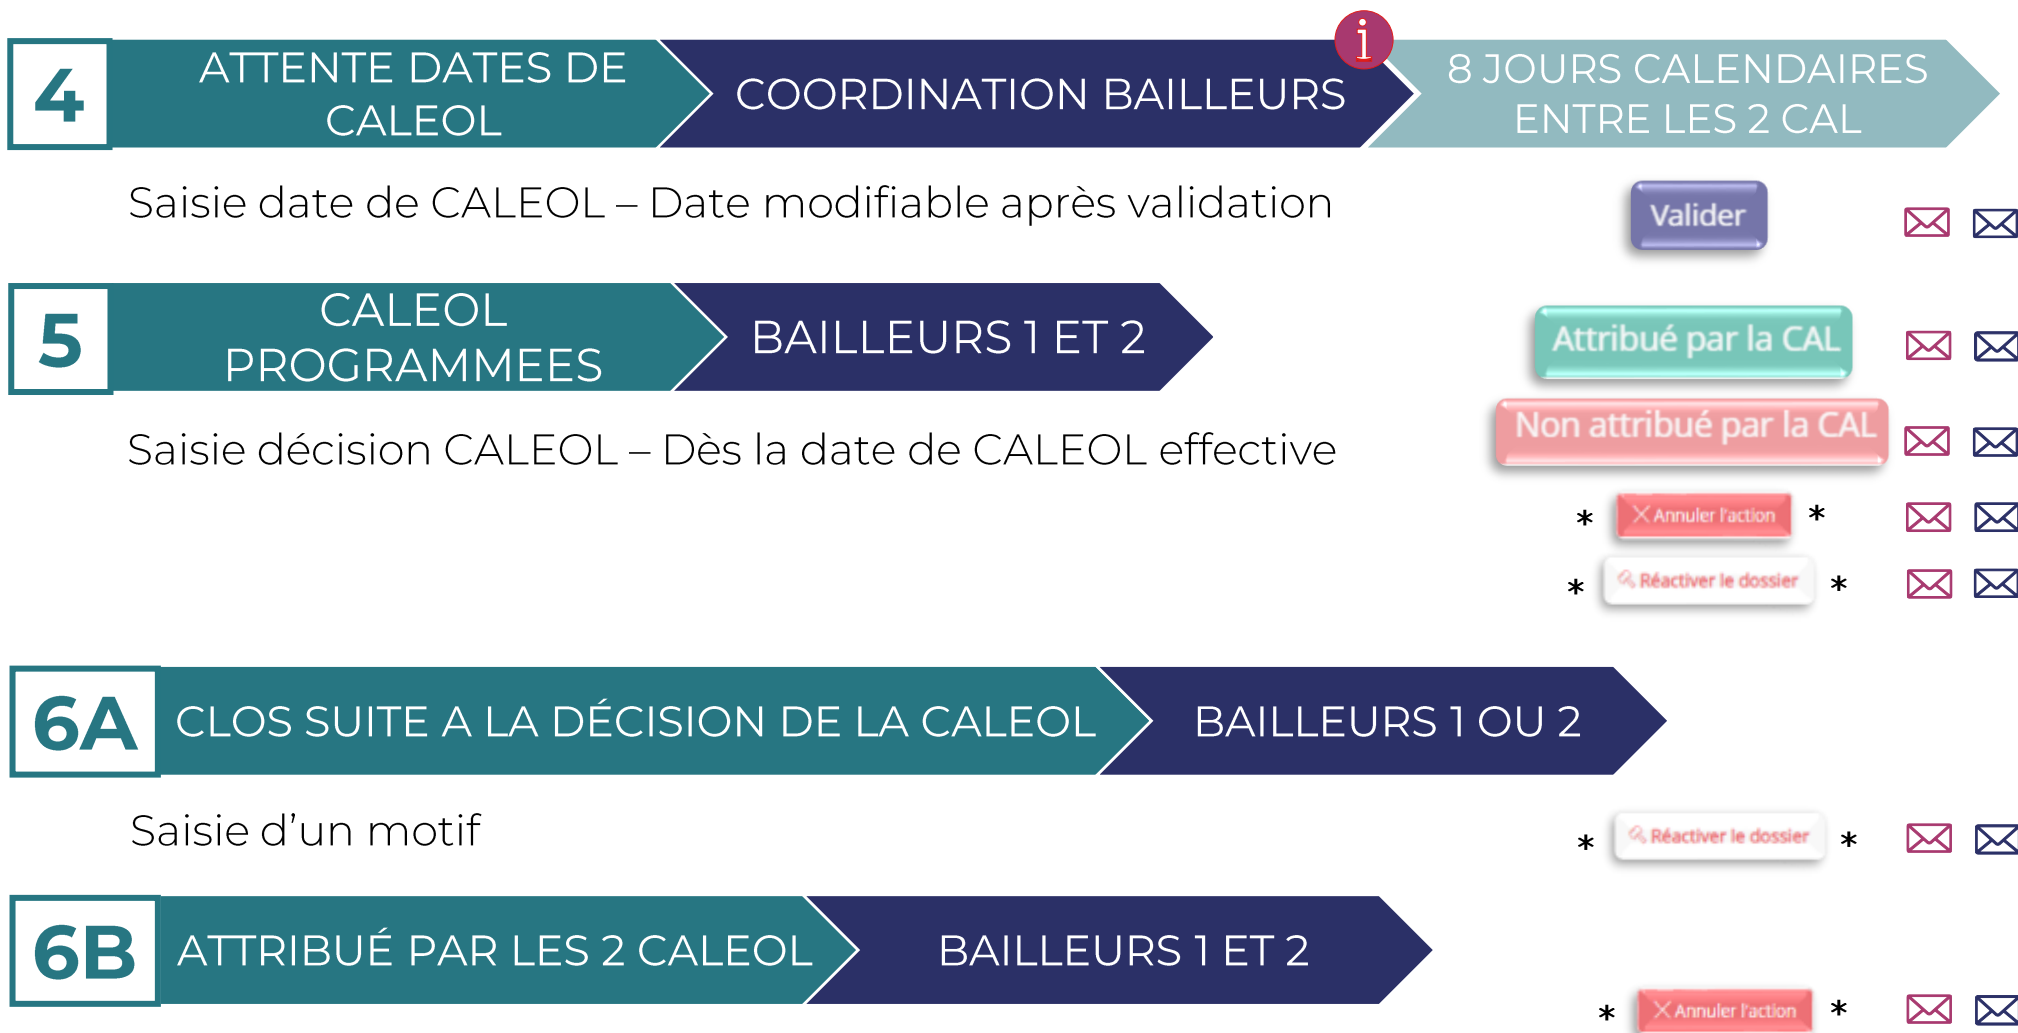 4
ATTENTE DATES DE
CALEOL
COORDINATION BAILLEURS
i
8 JOURS CALENDAIRES
ENTRE LES 2 CAL
Saisie date de CALEOL – Date modifiable après validation
Valider
5
CALEOL
PROGRAMMEES
BAILLEURS 1 ET 2
Attribué par la CAL
Non attribué par la CAL
Saisie décision CALEOL – Dès la date de CALEOL effective
* Annuler l'action *
* Réactiver le dossier *
6A
CLOS SUITE A LA DÉCISION DE LA CALEOL
BAILLEURS 1 OU 2
Saisie d’un motif
* Réactiver le dossier *
6B
ATTRIBUÉ PAR LES 2 CALEOL
BAILLEURS 1 ET 2
* Annuler l'action *